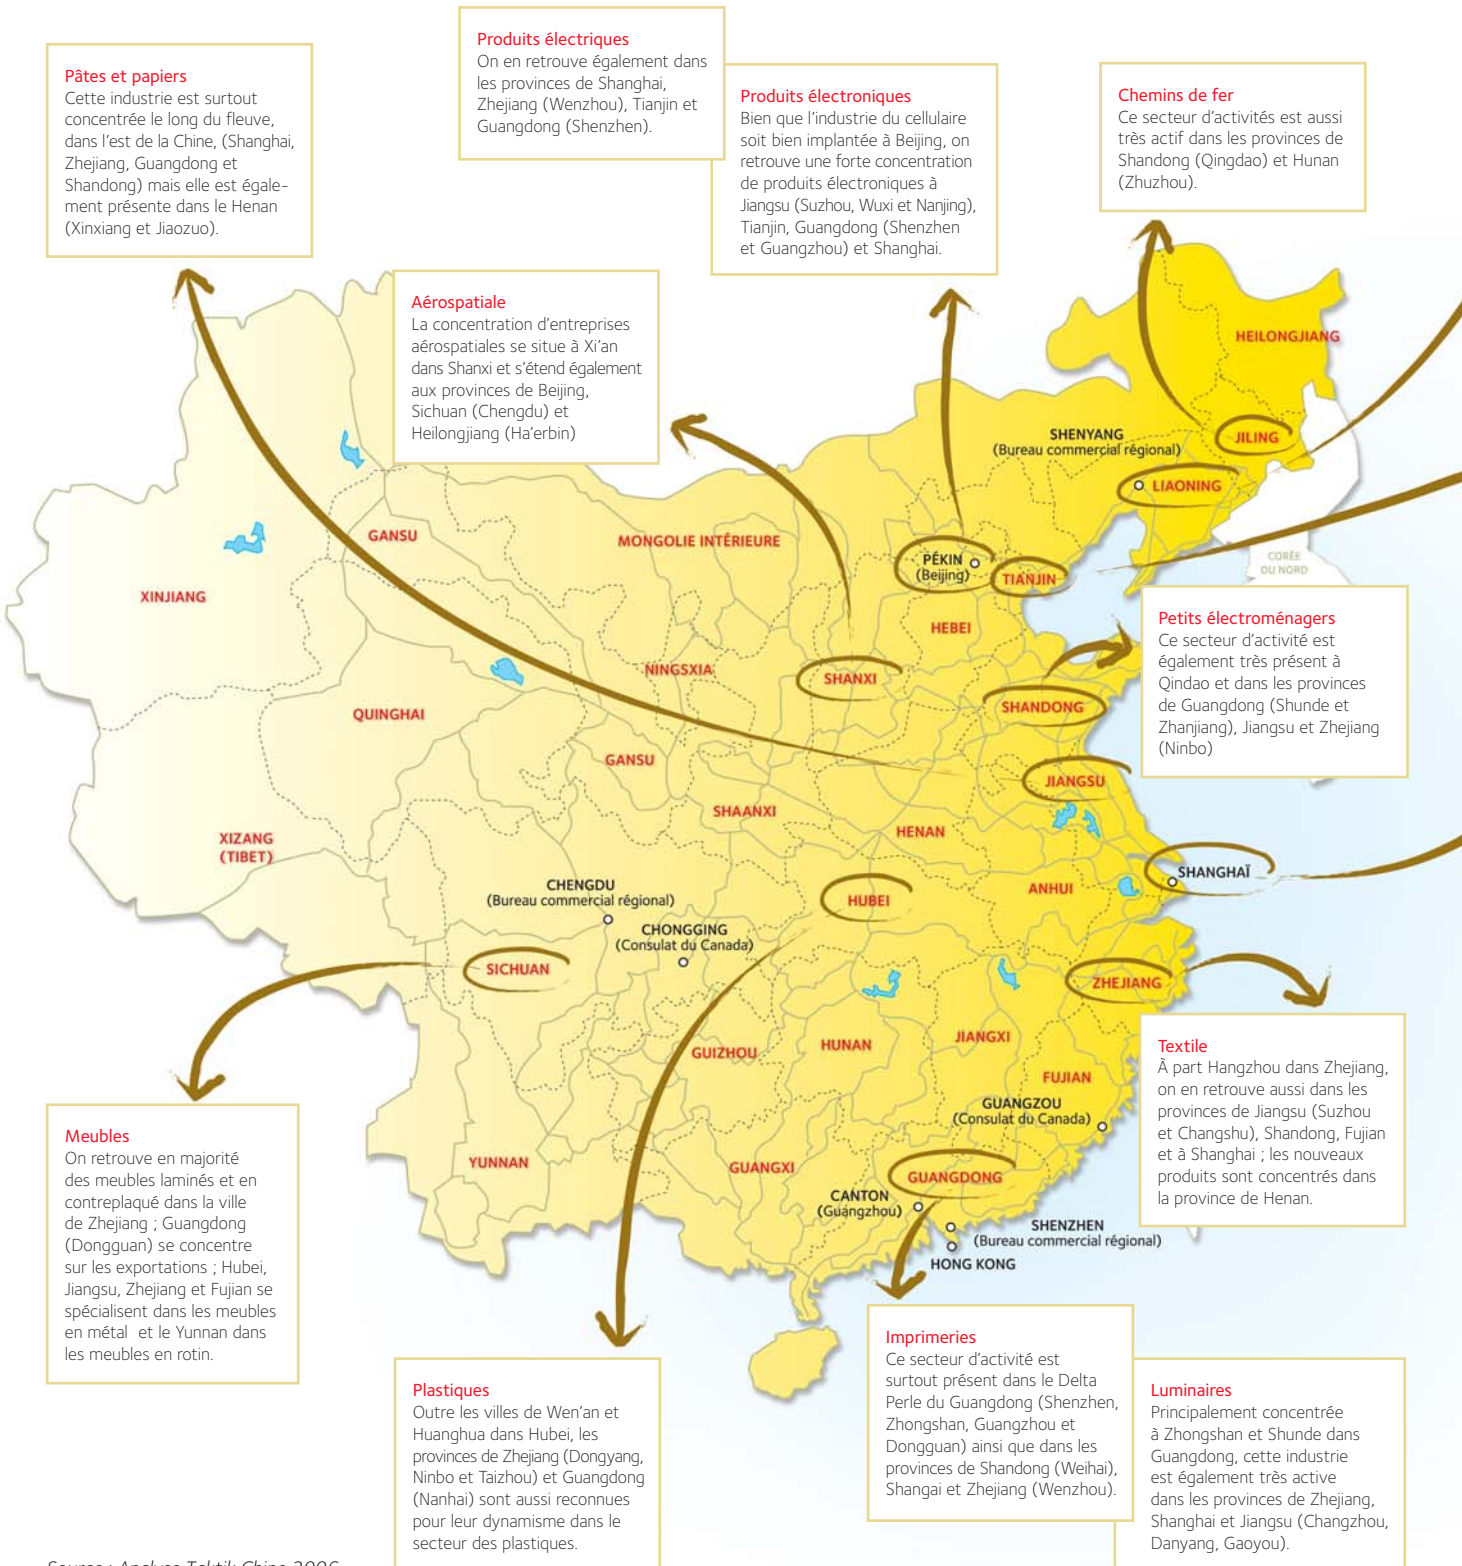 Produits électriques
On en retrouve également dans
les provinces de Shanghai,
Zhejiang (Wenzhou), Tianjin et
Guangdong (Shenzhen).
Pâtes et papiers
Cette industrie est surtout
concentrée le long du fleuve,
dans l'est de la Chine, (Shanghai,
Zhejiang, Guangdong et
Shandong) mais elle est égale-
ment présente dans le Henan
(Xinxiang et Jiaozuo).
Produits électroniques
Bien que l'industrie du cellulaire
soit bien implantée à Beijing, on
retrouve une forte concentration
de produits électroniques à
Jiangsu (Suzhou, Wuxi et Nanjing),
Tianjin, Guangdong (Shenzhen
et Guangzhou) et Shanghai.
Chemins de fer
Ce secteur d'activités est aussi
très actif dans les provinces de
Shandong (Qingdao) et Hunan
(Zhuzhou).
Aérospatiale
La concentration d'entreprises
aérospatiales se situe à Xi'an
dans Shanxi et s'étend également
aux provinces de Beijing,
Sichuan (Chengdu) et
Heilongjiang (Ha'erbin)
HEILONGJIANG
SHENYANG
(Bureau commercial régional)
JILING
LIAONING
GANSU
MONGOLIE INTÉRIEURE
PÉKIN
(Beijing)
TIANJIN
CORÉE
DU NORD
XINJIANG
HEBEI
Petits électroménagers
Ce secteur d'activité est
également très présent à
Qindao et dans les provinces
de Guangdong (Shunde et
Zhanjiang), Jiangsu et Zhejiang
(Ninbo)
NINGSXIA
SHANXI
QUINGHAI
SHANDONG
GANSU
JIANGSU
SHAANXI
HENAN
XIZANG
(TIBET)
SHANGHAÏ
CHENGDU
(Bureau commercial régional)
HUBEI
ANHUI
CHONGGING
(Consulat du Canada)
SICHUAN
ZHEJIANG
GUIZHOU
HUNAN
JIANGXI
FUJIAN
Textile
À part Hangzhou dans Zhejiang,
on en retrouve aussi dans les
provinces de Jiangsu (Suzhou
et Changshu), Shandong, Fujian
et à Shanghai ; les nouveaux
produits sont concentrés dans
la province de Henan.
GUANGZOU
(Consulat du Canada)
YUNNAN
GUANGXI
GUANGDONG
CANTON
(Guangzhou)
SHENZHEN
(Bureau commercial régional)
HONG KONG
Meubles
On retrouve en majorité
des meubles laminés et en
contreplaqué dans la ville
de Zhejiang ; Guangdong
(Dongguan) se concentre
sur les exportations ; Hubei,
Jiangsu, Zhejiang et Fujian se
spécialisent dans les meubles
en métal et le Yunnan dans
les meubles en rotin.
Plastiques
Outre les villes de Wen'an et
Huanghua dans Hubei, les
provinces de Zhejiang (Dongyang,
Ninbo et Taizhou) et Guangdong
(Nanhai) sont aussi reconnues
pour leur dynamisme dans le
secteur des plastiques.
Imprimeries
Ce secteur d'activité est
surtout présent dans le Delta
Perle du Guangdong (Shenzhen,
Zhongshan, Guangzhou et
Dongguan) ainsi que dans les
provinces de Shandong (Weihai),
Shangai et Zhejiang (Wenzhou).
Luminaires
Principalement concentrée
à Zhongshan et Shunde dans
Guangdong, cette industrie
est également très active
dans les provinces de Zhejiang,
Shanghai et Jiangsu (Changzhou,
Danyang, Gaoyou).
Source : Analyse Taktik China 2006